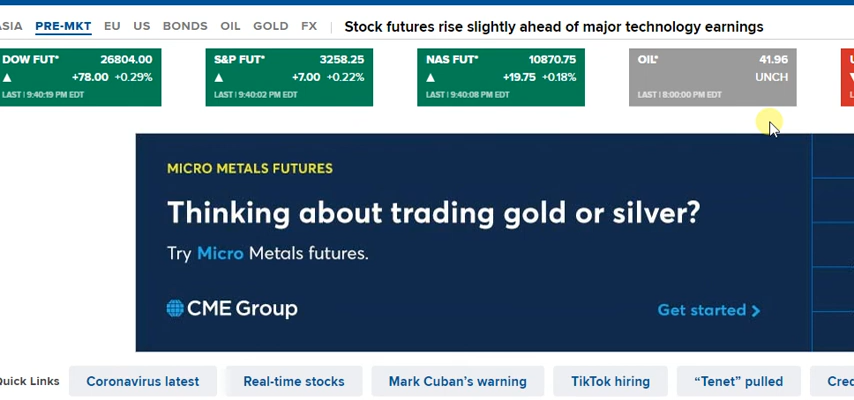 ASIA PRE-MKT EU US BONDS OIL GOLD FX | Stock futures rise slightly ahead of major technology earnings
DOW FUT* 26804.00
▲ +78.00 +0.29%
LAST | 9:40:19 PM EDT
S&P FUT* 3258.25
▲ +7.00 +0.22%
LAST | 9:40:02 PM EDT
NAS FUT* 10870.75
▲ +19.75 +0.18%
LAST | 9:40:08 PM EDT
OIL* 41.96
UNCH
LAST | 8:00:00 PM EDT
MICRO METALS FUTURES
Thinking about trading gold or silver?
Try Micro Metals futures.
CME Group
Get started >
Quick Links Coronavirus latest Real-time stocks Mark Cuban's warning TikTok hiring “Tenet” pulled